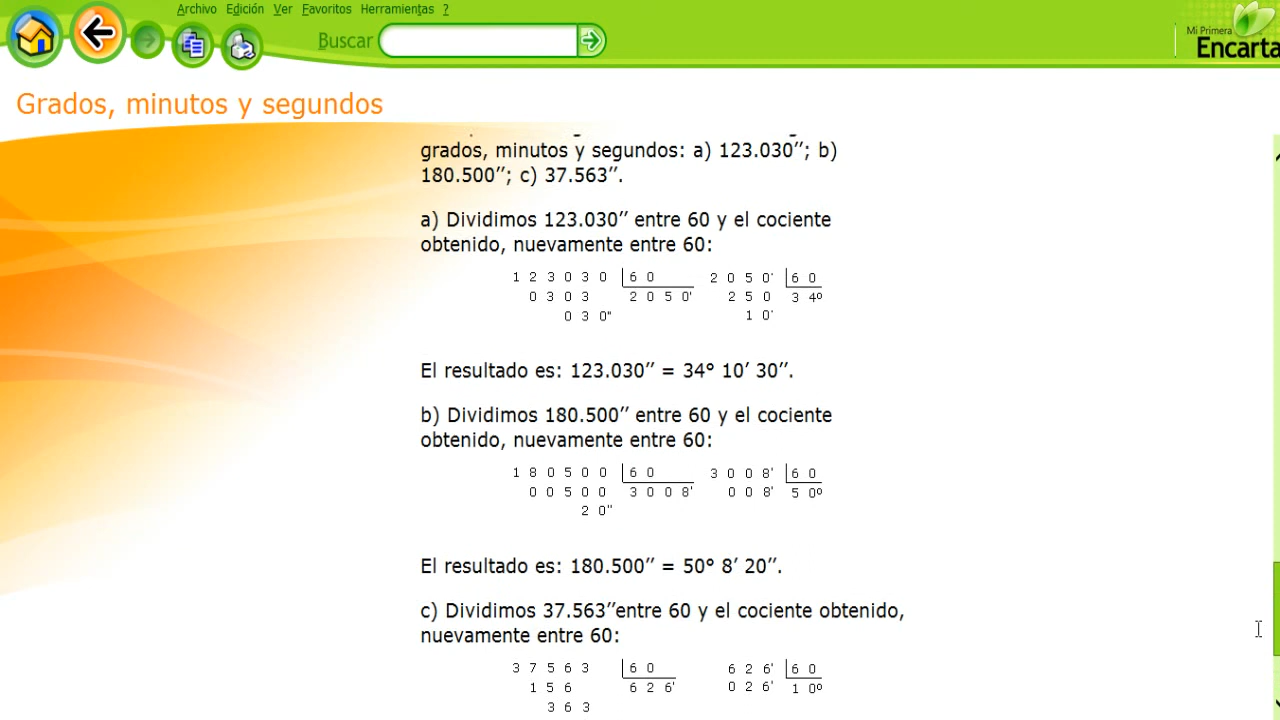 Archivo Edición Ver Favoritos Herramientas ?
Buscar
Mi Primera
Encarta
Grados, minutos y segundos
grados, minutos y segundos: a) 123.030’’; b)
180.500’’; c) 37.563’’.
a) Dividimos 123.030’’ entre 60 y el cociente
obtenido, nuevamente entre 60:
1 2 3 0 3 0 6 0 2 0 5 0' 6 0
0 3 0 3 2 0 5 0' 2 5 0 3 4º
0 3 0" 1 0'
El resultado es: 123.030’’ = 34° 10’ 30’’.
b) Dividimos 180.500’’ entre 60 y el cociente
obtenido, nuevamente entre 60:
1 8 0 5 0 0 6 0 3 0 0 8' 6 0
0 0 5 0 0 3 0 0 8' 0 0 8' 5 0º
2 0"
El resultado es: 180.500’’ = 50° 8’ 20’’.
c) Dividimos 37.563’’entre 60 y el cociente obtenido,
nuevamente entre 60:
3 7 5 6 3 6 0 6 2 6' 6 0
1 5 6 6 2 6' 0 2 6' 1 0º
3 6 3